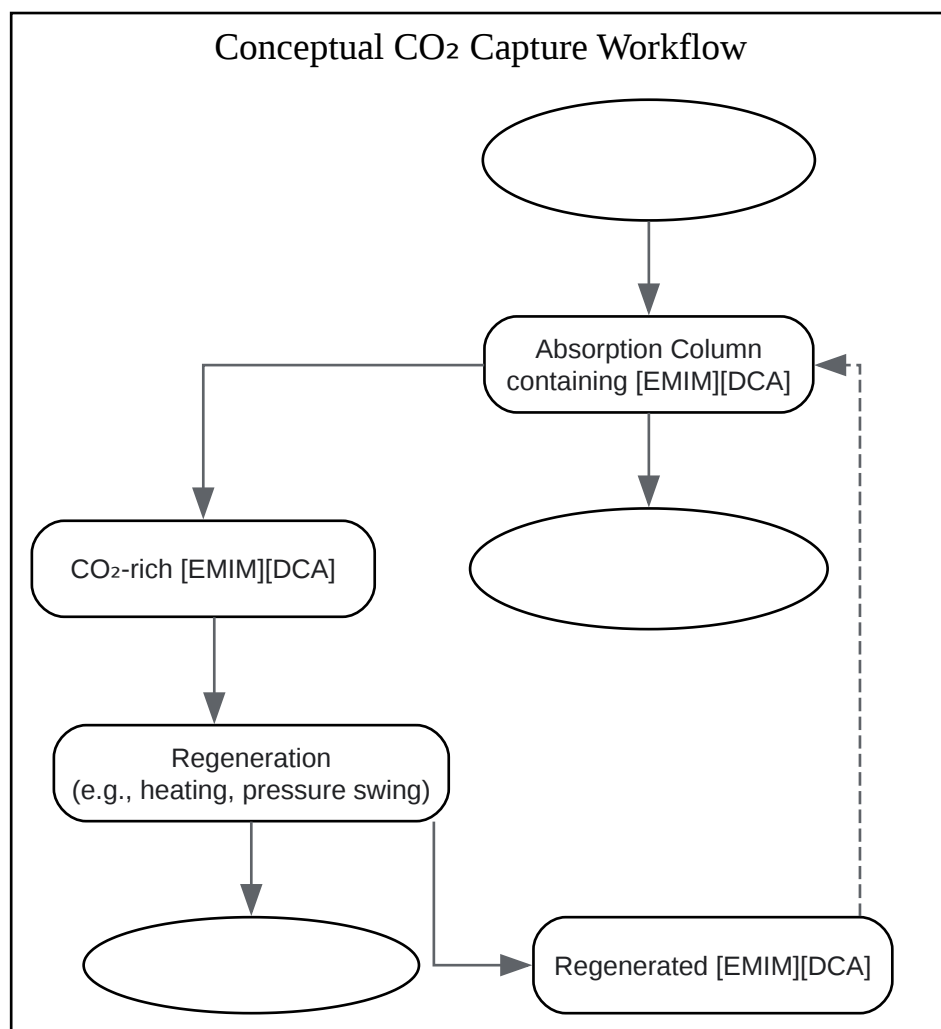 Conceptual CO₂ Capture Workflow
Absorption Column
containing [EMIM][DCA]
CO₂-rich [EMIM][DCA]
Regeneration
(e.g., heating, pressure swing)
Regenerated [EMIM][DCA]